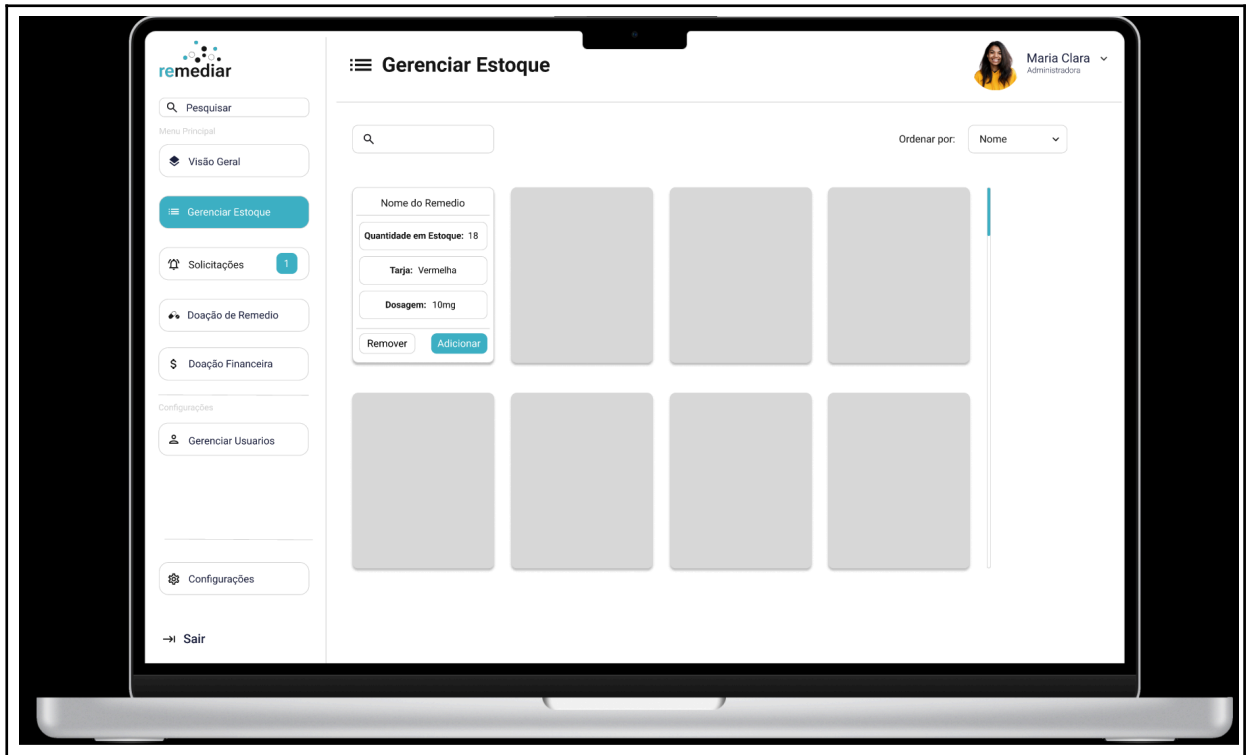 remediar
Pesquisar
Menu Principal
Visão Geral
Gerenciar Estoque
Solicitações 1
Doação de Remedio
Doação Financeira
Configurações
Gerenciar Usuarios
Configurações
Sair
Gerenciar Estoque
Maria Clara
Administradora
Ordenar por: Nome
Nome do Remedio
Quantidade em Estoque: 18
Tarja: Vermelha
Dosagem: 10mg
Remover Adicionar